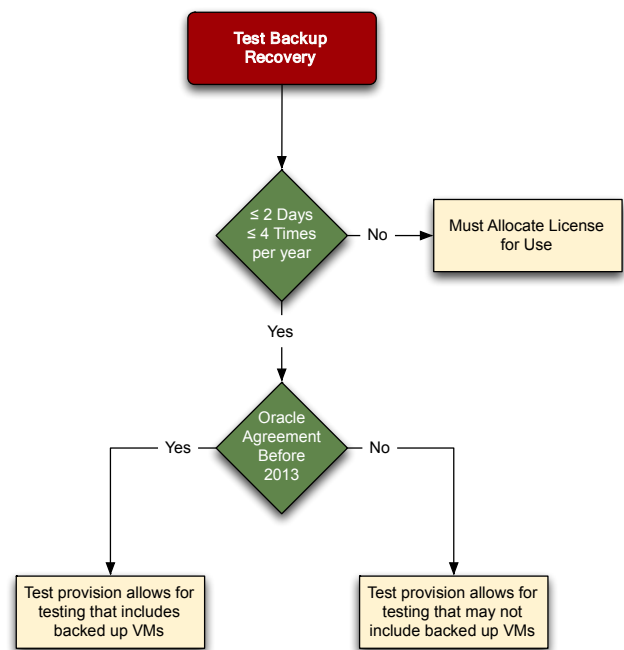 Test Backup
Recovery
≤ 2 Days
≤ 4 Times
per year
No
Must Allocate License
for Use
Yes
Oracle
Agreement
Before
2013
Yes
No
Test provision allows for
testing that includes
backed up VMs
Test provision allows for
testing that may not
include backed up VMs